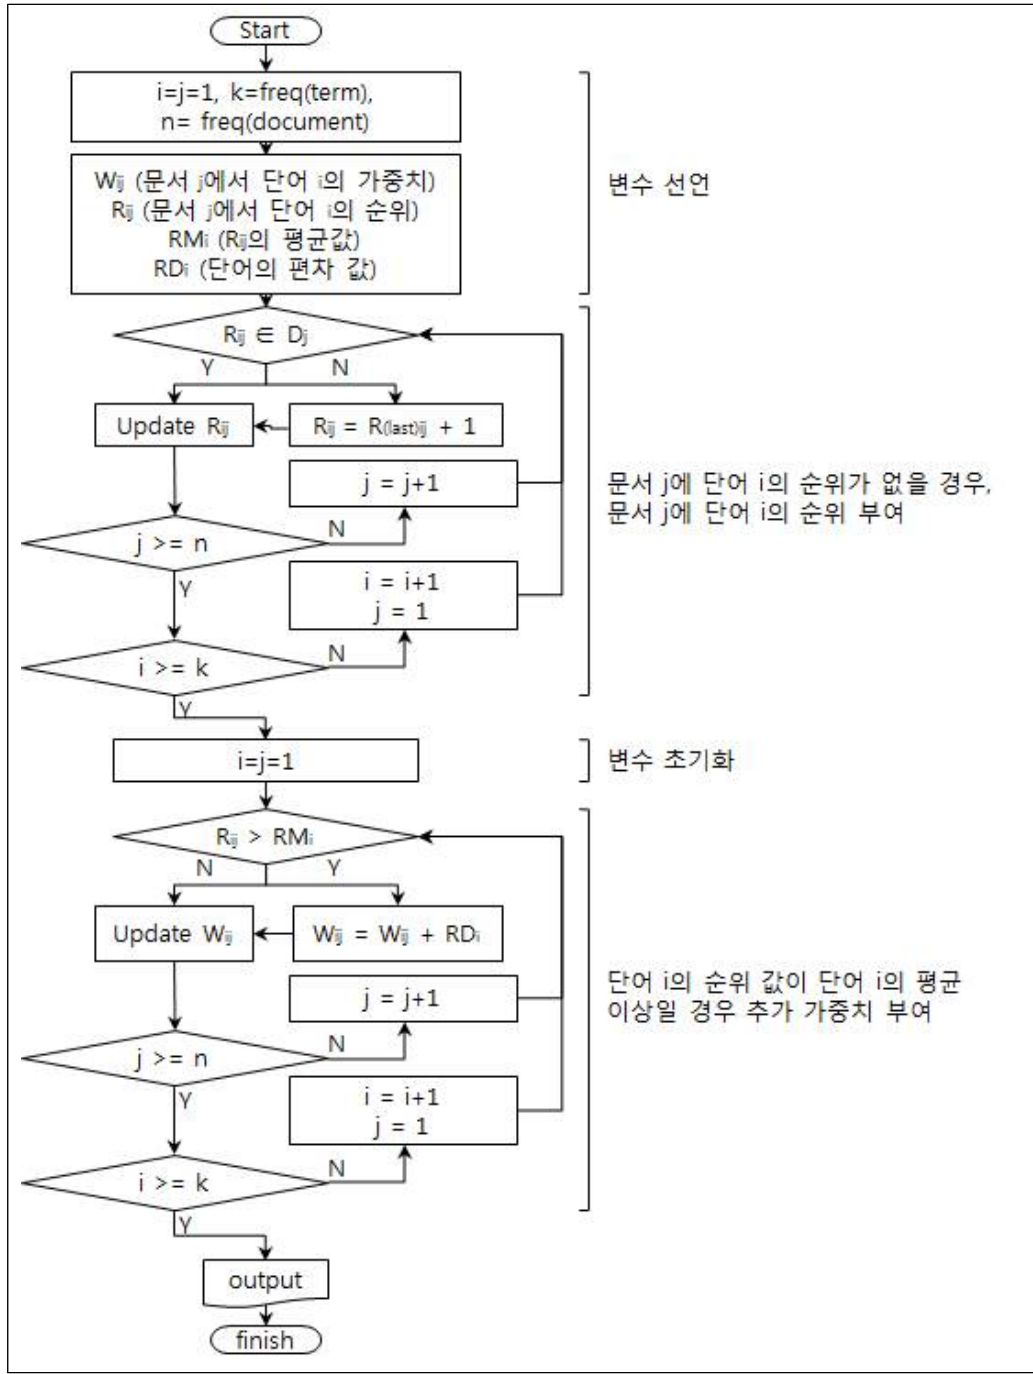 Start
i=j=1, k=freq(term),
n= freq(document)
Wij (문서 j에서 단어 i의 가중치)
Rij (문서 j에서 단어 i의 순위)
RMi (Rij의 평균값)
RDi (단어의 편차 값)
변수 선언
Rij ∈ Dj
Y
N
Update Rij
Rij = R(last)ij + 1
j = j+1
문서 j에 단어 i의 순위가 없을 경우,
문서 j에 단어 i의 순위 부여
j >= n
N
Y
i = i+1
j = 1
i >= k
N
Y
i=j=1
변수 초기화
Rij > RMi
N
Y
Update Wij
Wij = Wij + RDi
j = j+1
단어 i의 순위 값이 단어 i의 평균
이상일 경우 추가 가중치 부여
j >= n
N
Y
i = i+1
j = 1
i >= k
N
Y
output
finish